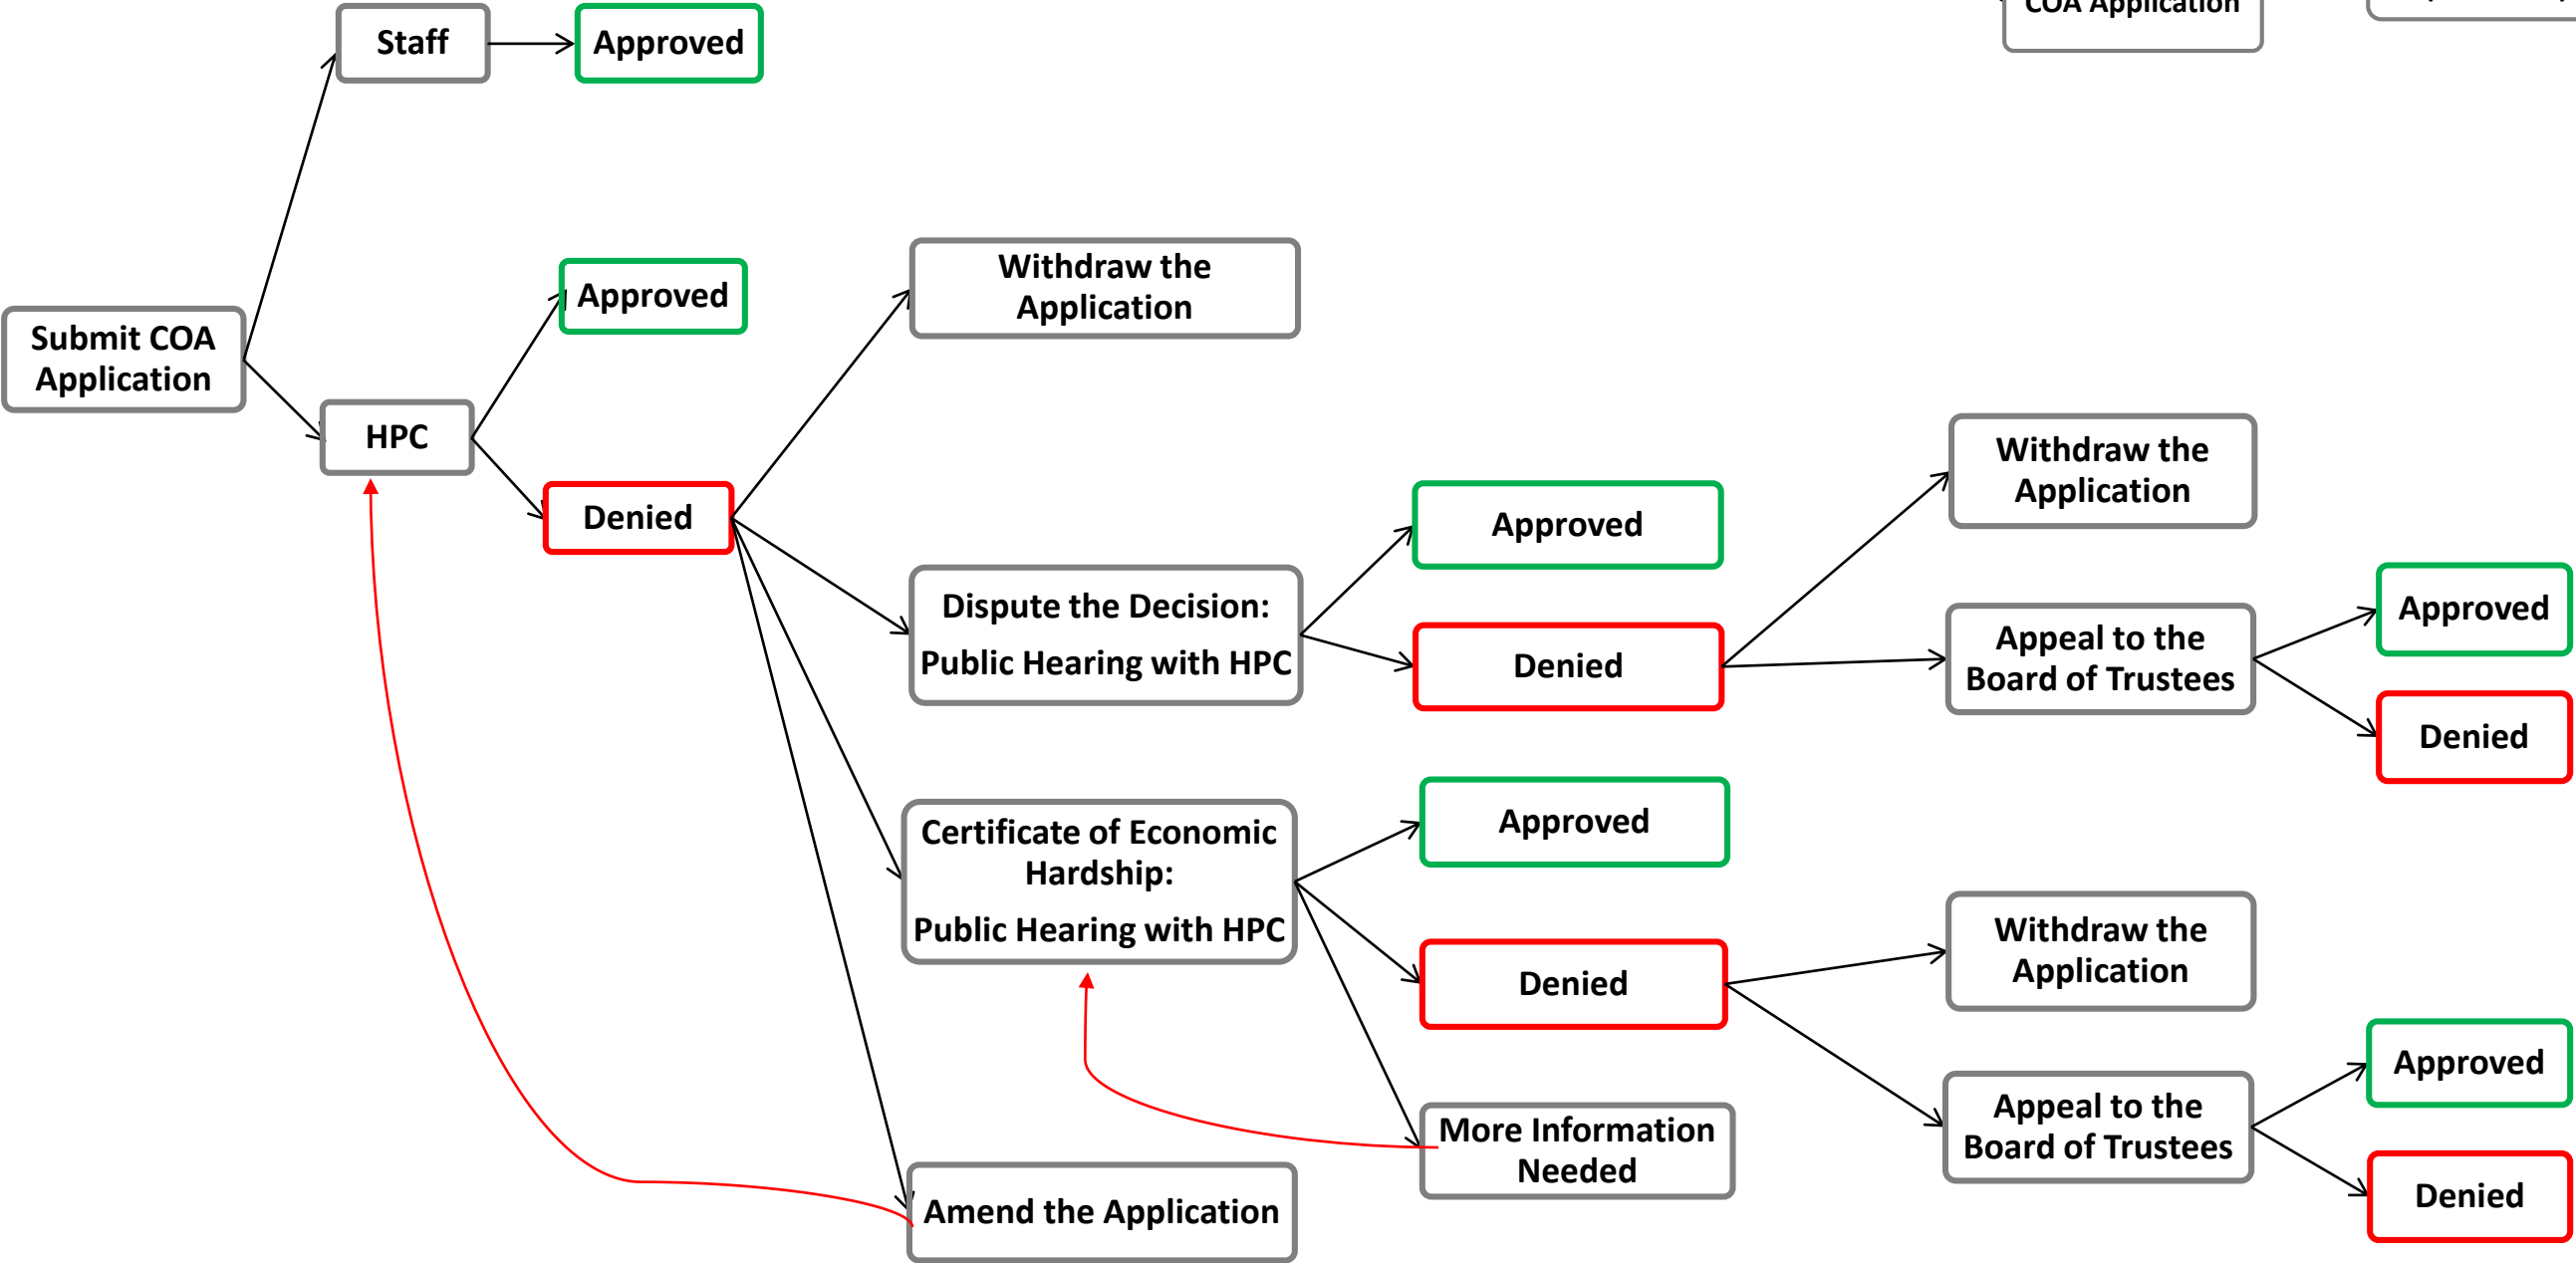 COA Application
Staff
Approved
Withdraw the
Application
Approved
Submit COA
Application
HPC
Denied
Withdraw the
Application
Approved
Dispute the Decision:
Public Hearing with HPC
Denied
Appeal to the
Board of Trustees
Approved
Denied
Certificate of Economic
Hardship:
Public Hearing with HPC
Approved
Denied
Withdraw the
Application
More Information
Needed
Appeal to the
Board of Trustees
Approved
Denied
Amend the Application